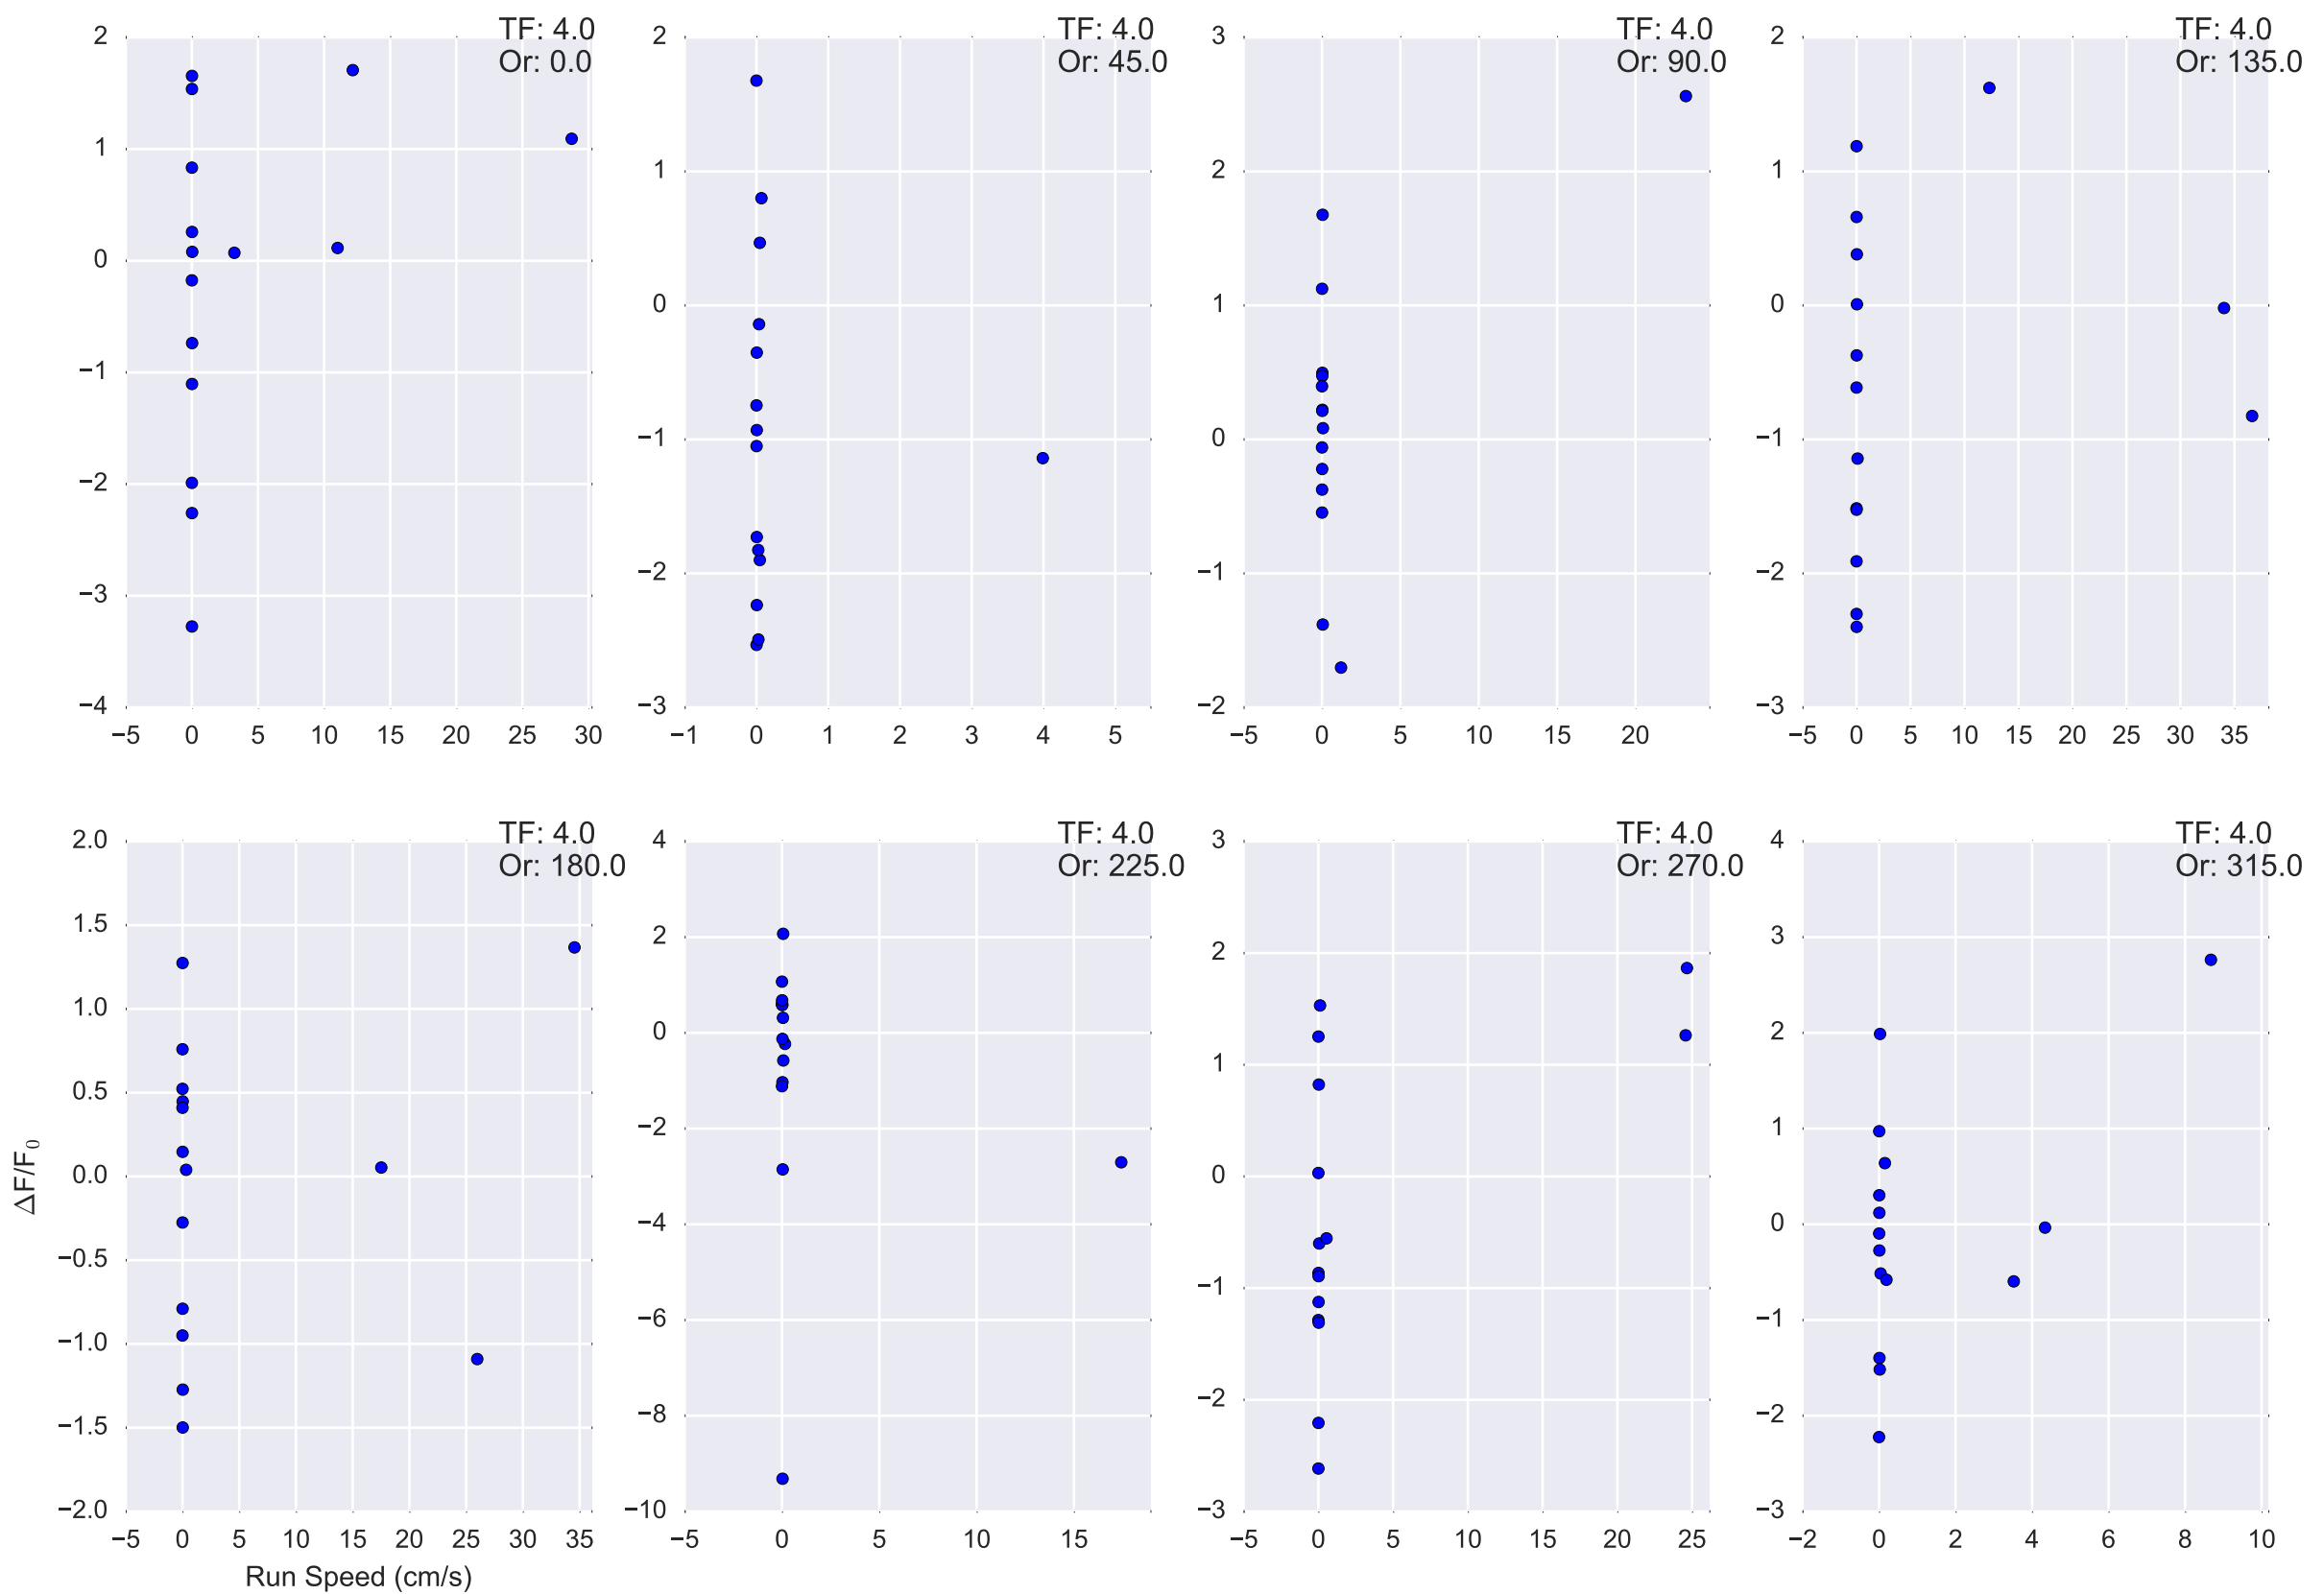 TF: 4.0
Or: 0.0
2
1
0
−1
−2
−3
−4
−5 0 5 10 15 20 25 30
TF: 4.0
Or: 45.0
2
1
0
−1
−2
−3
−1 0 1 2 3 4 5
TF: 4.0
Or: 90.0
3
2
1
0
−1
−2
−5 0 5 10 15 20
TF: 4.0
Or: 135.0
2
1
0
−1
−2
−3
−5 0 5 10 15 20 25 30 35
TF: 4.0
Or: 180.0
2.0
1.5
1.0
0.5
0.0
−0.5
−1.0
−1.5
−2.0
−5 0 5 10 15 20 25 30 35
Run Speed (cm/s)
ΔF/F₀
TF: 4.0
Or: 225.0
4
2
0
−2
−4
−6
−8
−10
−5 0 5 10 15
TF: 4.0
Or: 270.0
3
2
1
0
−1
−2
−3
−5 0 5 10 15 20 25
TF: 4.0
Or: 315.0
4
3
2
1
0
−1
−2
−3
−2 0 2 4 6 8 10